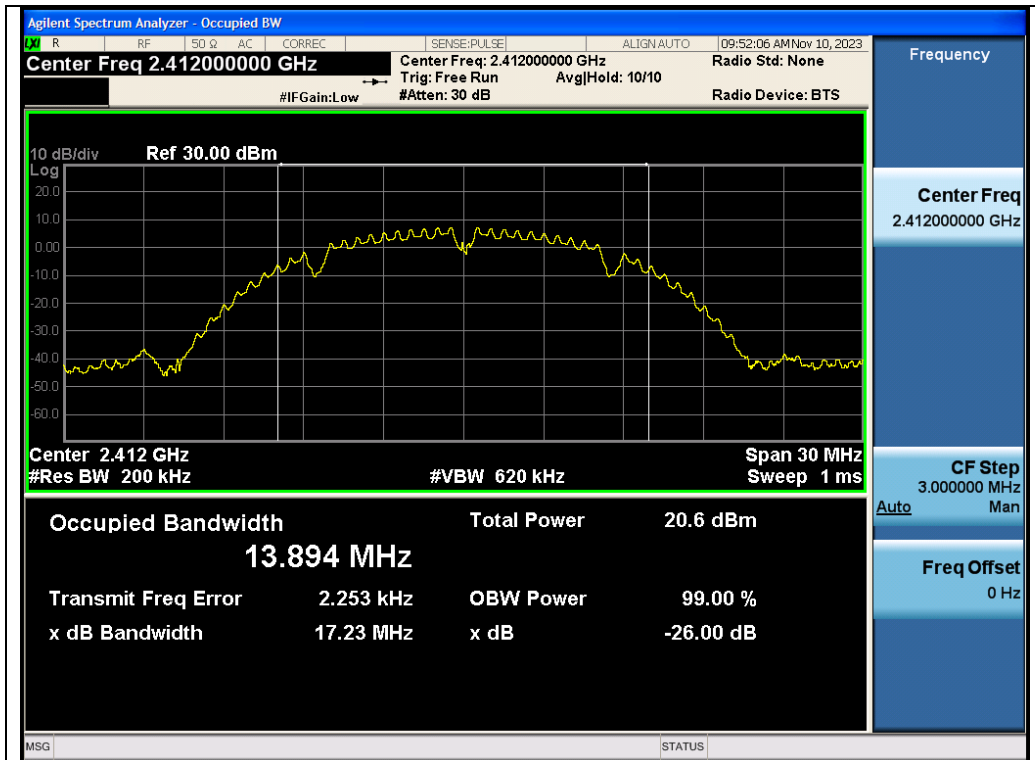 Agilent Spectrum Analyzer - Occupied BW
LXI R RF 50 Ω AC CORREC SENSE:PULSE ALIGN AUTO 09:52:06 AM Nov 10, 2023
Center Freq 2.412000000 GHz
Center Freq: 2.412000000 GHz
Radio Std: None
Trig: Free Run Avg|Hold: 10/10
#IFGain:Low
#Atten: 30 dB
Radio Device: BTS
10 dB/div Ref 30.00 dBm
Log
20.0
10.0
0.00
-10.0
-20.0
-30.0
-40.0
-50.0
-60.0
Center 2.412 GHz
Span 30 MHz
#Res BW 200 kHz
#VBW 620 kHz
Sweep 1 ms
Occupied Bandwidth
Total Power 20.6 dBm
13.894 MHz
Transmit Freq Error 2.253 kHz
OBW Power 99.00 %
x dB Bandwidth 17.23 MHz
x dB -26.00 dB
Frequency
Center Freq
2.412000000 GHz
CF Step
3.000000 MHz
Auto Man
Freq Offset
0 Hz
MSG
STATUS